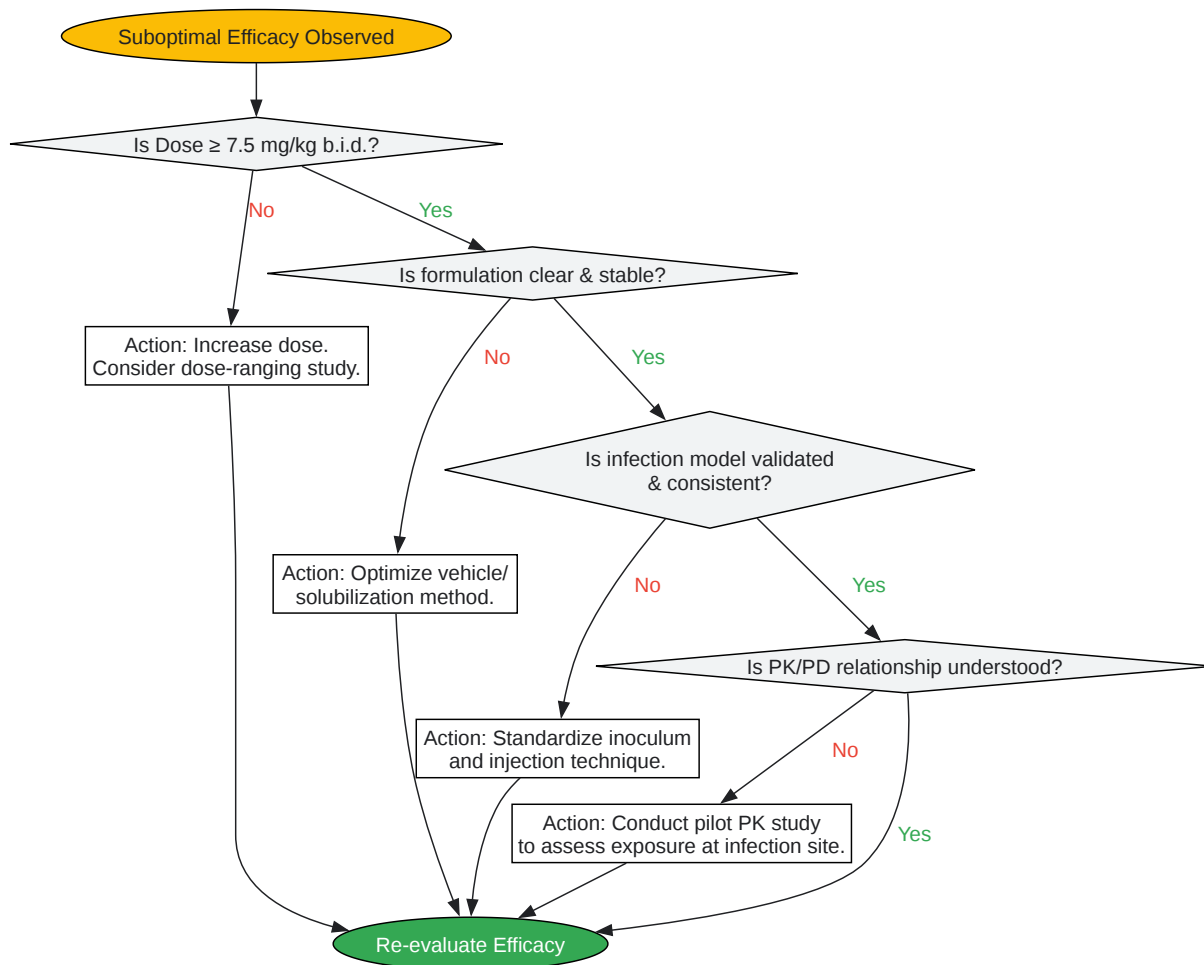 Suboptimal Efficacy Observed
Is Dose ≥ 7.5 mg/kg b.i.d.?
No
Yes
Is formulation clear & stable?
Action: Increase dose.
Consider dose-ranging study.
No
Yes
Is infection model validated
& consistent?
Action: Optimize vehicle/
solubilization method.
No
Yes
Is PK/PD relationship understood?
Action: Standardize inoculum
and injection technique.
No
Yes
Action: Conduct pilot PK study
to assess exposure at infection site.
Re-evaluate Efficacy